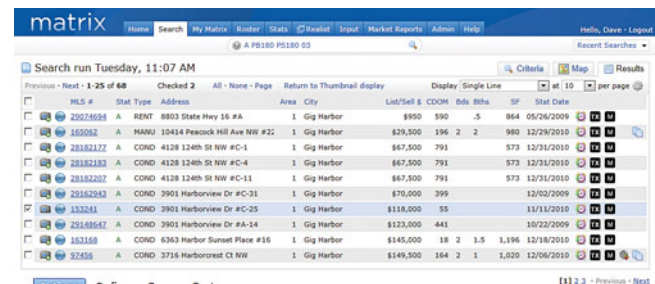 matrix Home Search My Matrix Roster Stats Realist Input Market Reports Admin Help Hello, Dave - Logout
A PB180 PS180 03 Recent Searches
Search run Tuesday, 11:07 AM Criteria Map Results
Previous · Next · 1-25 of 68 Checked 2 All · None · Page Return to Thumbnail display Display Single Line at 10 per page
MLS # Stat Type Address Area City List/Sell $ CDOM Bds Bths SF Stat Date
29074694 A RENT 8803 State Hwy 16 #A 1 Gig Harbor $950 590 .5 864 05/26/2009 TX M
165062 A MANU 10414 Peacock Hill Ave NW #22 1 Gig Harbor $29,500 196 2 2 980 12/29/2010 TX M
28182177 A COND 4128 124th St NW #C-1 1 Gig Harbor $67,500 791 573 12/31/2010 TX M
28182183 A COND 4128 124th St NW #C-4 1 Gig Harbor $67,500 791 573 12/31/2010 TX M
28182207 A COND 4128 124th St NW #C-11 1 Gig Harbor $67,500 791 573 12/31/2010 TX M
29162943 A COND 3901 Harborview Dr #C-31 1 Gig Harbor $70,000 399 12/02/2009 TX M
153241 A COND 3901 Harborview Dr #C-25 1 Gig Harbor $118,000 55 11/11/2010 TX M
29148647 A COND 3901 Harborview Dr #A-14 1 Gig Harbor $123,000 441 10/22/2009 TX M
163168 A COND 6363 Harbor Sunset Place #16 1 Gig Harbor $145,000 18 2 1.5 1,196 12/18/2010 TX M
97456 A COND 3716 Harborcrest Ct NW 1 Gig Harbor $149,500 164 2 1 1,020 12/06/2010 TX M
[1] 2 3 · Previous · Next